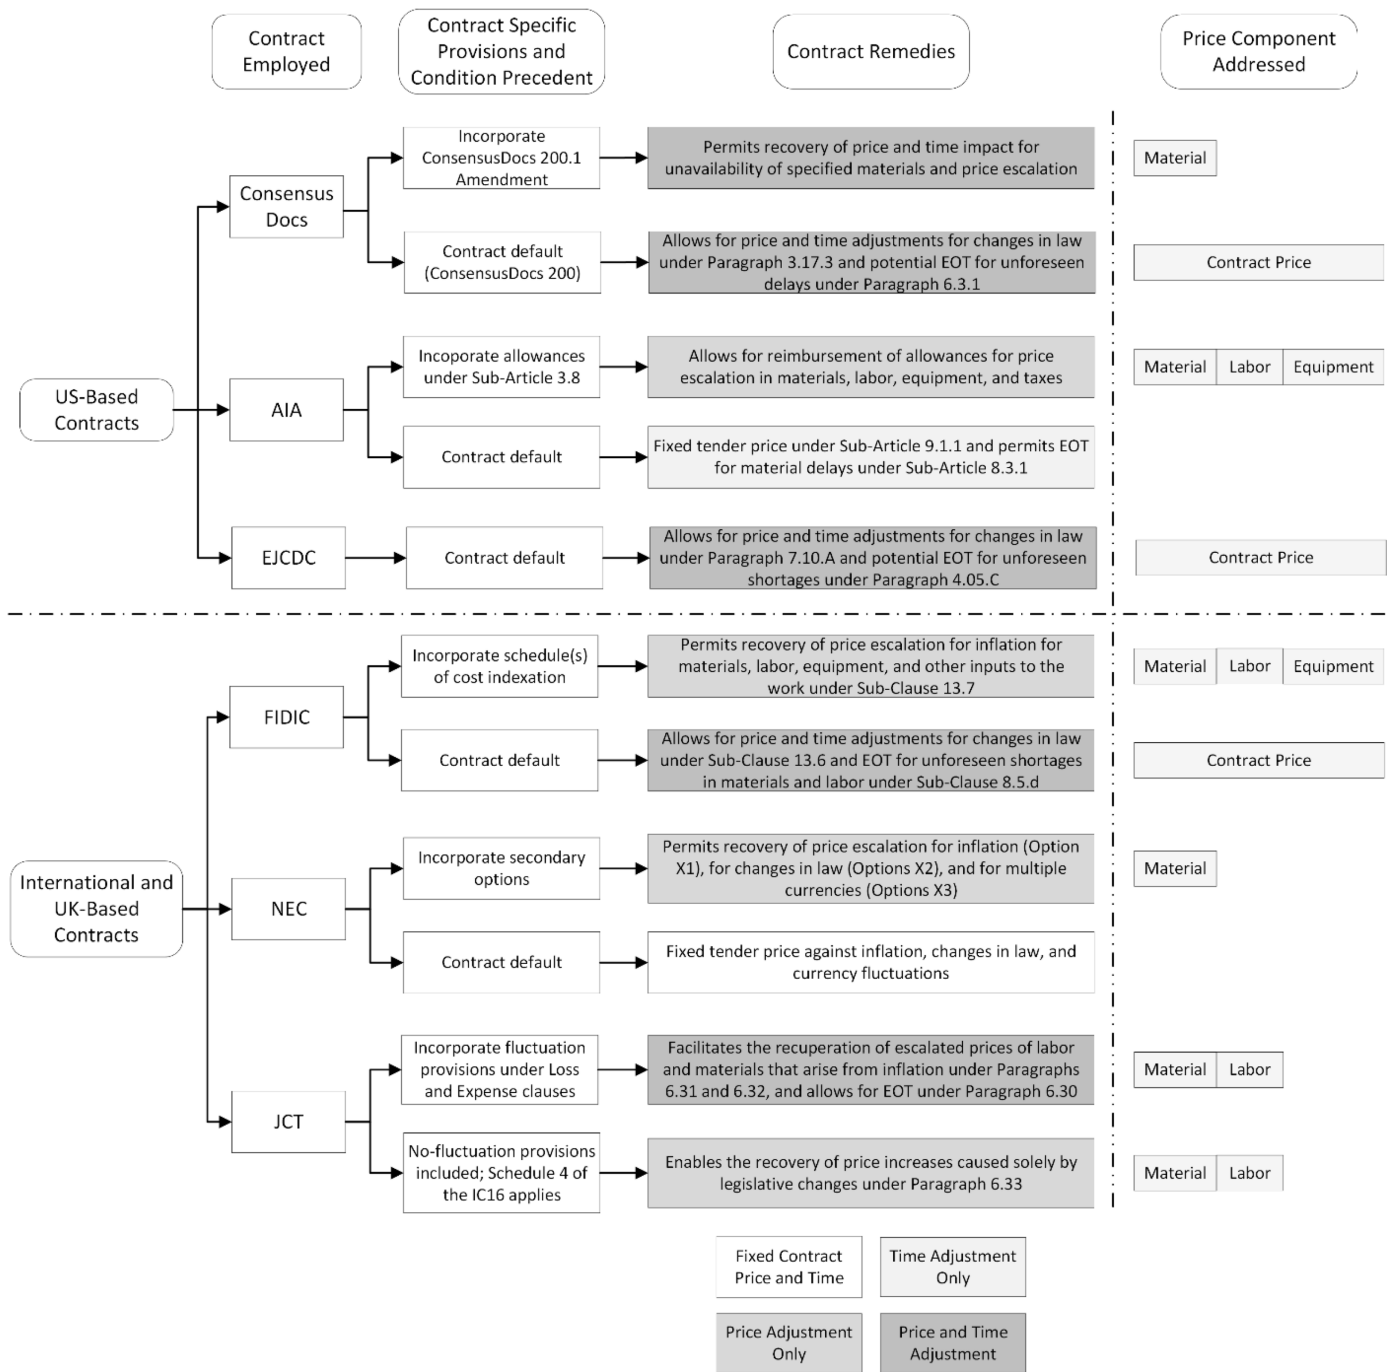 Contract
Employed
Contract Specific
Provisions and
Condition Precedent
Contract Remedies
Price Component
Addressed
US-Based
Contracts
Consensus
Docs
Incorporate
ConsensusDocs 200.1
Amendment
Permits recovery of price and time impact for
unavailability of specified materials and price escalation
Material
Contract default
(ConsensusDocs 200)
Allows for price and time adjustments for changes in law
under Paragraph 3.17.3 and potential EOT for unforeseen
delays under Paragraph 6.3.1
Contract Price
AIA
Incoporate allowances
under Sub-Article 3.8
Allows for reimbursement of allowances for price
escalation in materials, labor, equipment, and taxes
Material Labor Equipment
Contract default
Fixed tender price under Sub-Article 9.1.1 and permits EOT
for material delays under Sub-Article 8.3.1
EJCDC
Contract default
Allows for price and time adjustments for changes in law
under Paragraph 7.10.A and potential EOT for unforeseen
shortages under Paragraph 4.05.C
Contract Price
International and
UK-Based
Contracts
FIDIC
Incorporate schedule(s)
of cost indexation
Permits recovery of price escalation for inflation for
materials, labor, equipment, and other inputs to the
work under Sub-Clause 13.7
Material Labor Equipment
Contract default
Allows for price and time adjustments for changes in law
under Sub-Clause 13.6 and EOT for unforeseen shortages
in materials and labor under Sub-Clause 8.5.d
Contract Price
NEC
Incorporate secondary
options
Permits recovery of price escalation for inflation (Option
X1), for changes in law (Options X2), and for multiple
currencies (Options X3)
Material
Contract default
Fixed tender price against inflation, changes in law, and
currency fluctuations
JCT
Incorporate fluctuation
provisions under Loss
and Expense clauses
Facilitates the recuperation of escalated prices of labor
and materials that arise from inflation under Paragraphs
6.31 and 6.32, and allows for EOT under Paragraph 6.30
Material Labor
No-fluctuation provisions
included; Schedule 4 of
the IC16 applies
Enables the recovery of price increases caused solely by
legislative changes under Paragraph 6.33
Material Labor
Fixed Contract
Price and Time
Time Adjustment
Only
Price Adjustment
Only
Price and Time
Adjustment